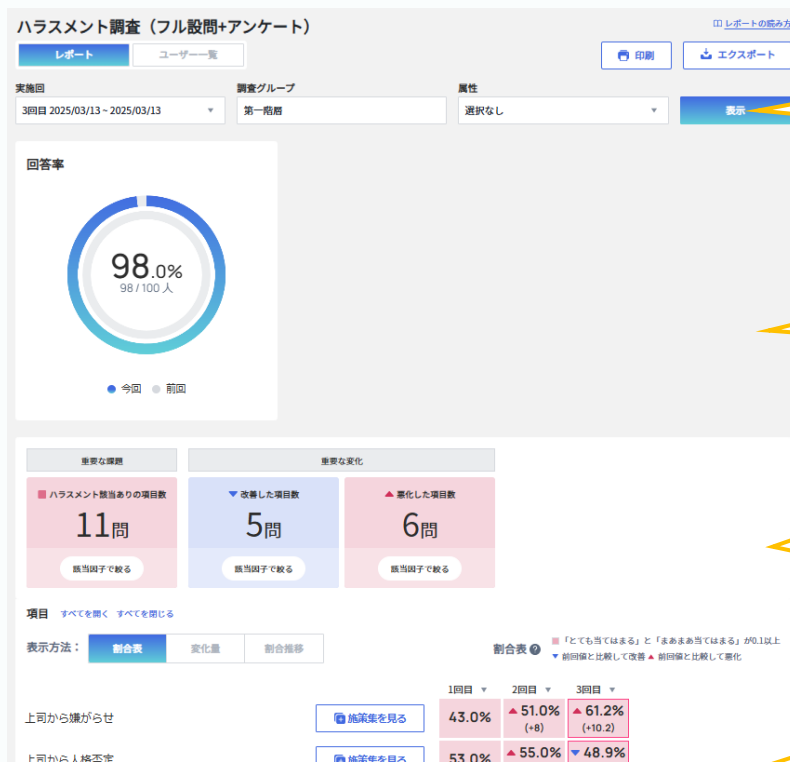 ハラスメント調査（フル設問+アンケート）
レポートの読み方
レポート ユーザー一覧 印刷 エクスポート
実施回 調査グループ 属性
3回目 2025/03/13 ~ 2025/03/13 第一階層 選択なし 表示
回答率
98.0%
98 / 100 人
今回 前回
重要な課題 重要な変化
ハラスメント該当ありの項目数 改善した項目数 悪化した項目数
11問 5問 6問
該当因子で絞る 該当因子で絞る 該当因子で絞る
項目 すべてを開く すべてを閉じる
表示方法： 割合表 変化量 割合推移 割合表 ? 「とても当てはまる」と「まあまあ当てはまる」が0.1以上
▼ 前回値と比較して改善 ▲ 前回値と比較して悪化
1回目 ▼ 2回目 ▼ 3回目 ▼
上司から嫌がらせ 施策集を見る 43.0% ▲ 51.0% ▲ 61.2%
(+8) (+10.2)
上司から人格否定 施策集を見る 53.0% ▲ 55.0% ▼ 48.9%